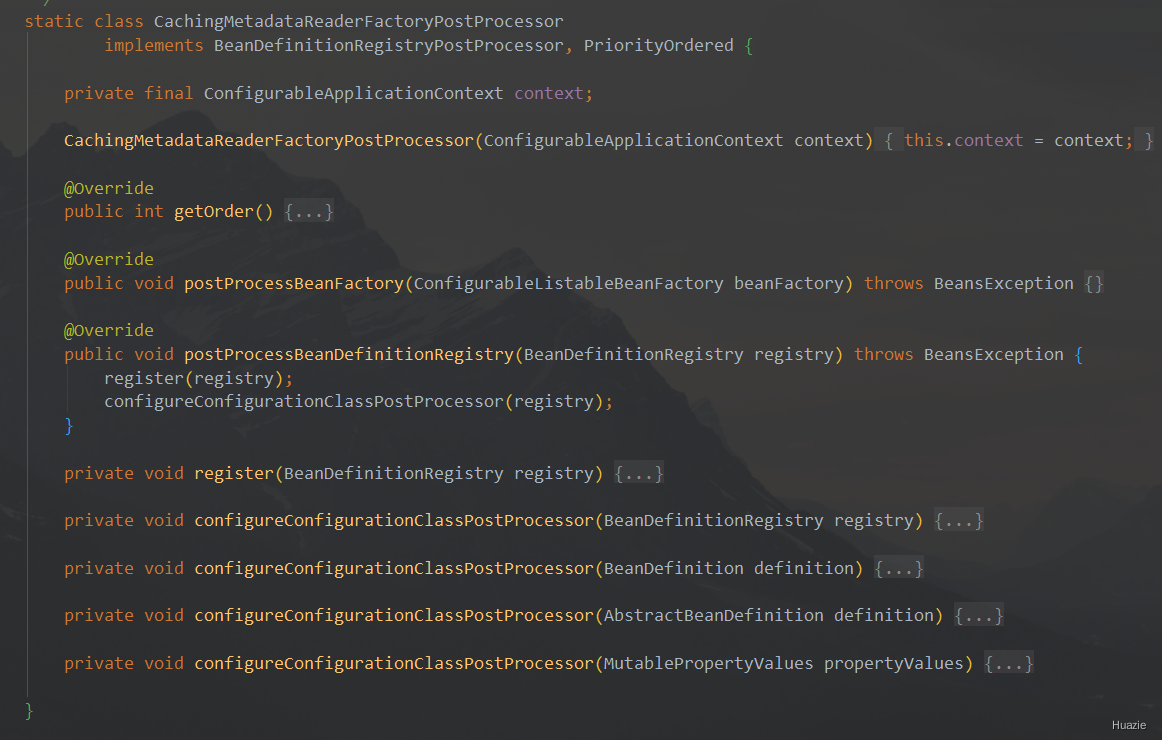 static class CachingMetadataReaderFactoryPostProcessor
implements BeanDefinitionRegistryPostProcessor, PriorityOrdered {
private final ConfigurableApplicationContext context;
CachingMetadataReaderFactoryPostProcessor(ConfigurableApplicationContext context) { this.context = context; }
@Override
public int getOrder() {...}
@Override
public void postProcessBeanFactory(ConfigurableListableBeanFactory beanFactory) throws BeansException {}
@Override
public void postProcessBeanDefinitionRegistry(BeanDefinitionRegistry registry) throws BeansException {
register(registry);
configureConfigurationClassPostProcessor(registry);
}
private void register(BeanDefinitionRegistry registry) {...}
private void configureConfigurationClassPostProcessor(BeanDefinitionRegistry registry) {...}
private void configureConfigurationClassPostProcessor(BeanDefinition definition) {...}
private void configureConfigurationClassPostProcessor(AbstractBeanDefinition definition) {...}
private void configureConfigurationClassPostProcessor(MutablePropertyValues propertyValues) {...}
}
Huazie